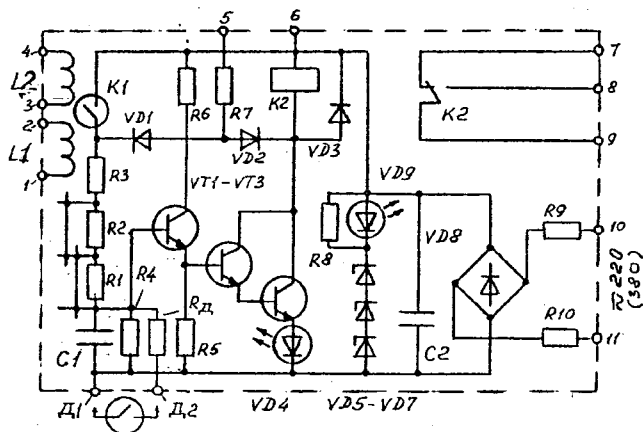 5 6
4 7
L2 K1 R6 R7 K2 8
3 K2
2 VD1 VD2 VD3 9
L1 R3 VT1-VT3 VD9
1 R2 R9 10
R8 VD8
R1 R4 RД ≈220
(380)
R10
C1 R5 C2 11
Д1 Д2 VD4 VD5-VD7